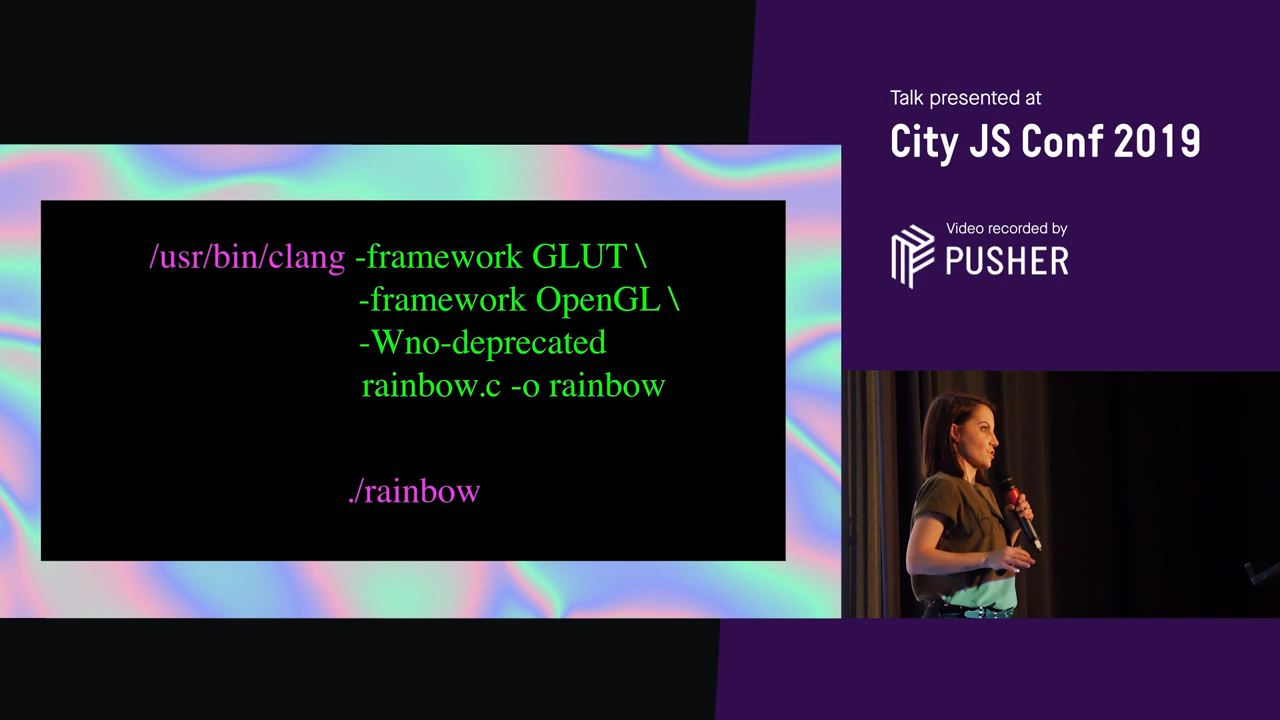 /usr/bin/clang -framework GLUT \
-framework OpenGL \
-Wno-deprecated
rainbow.c -o rainbow
./rainbow
Talk presented at
City JS Conf 2019
Video recorded by
PUSHER